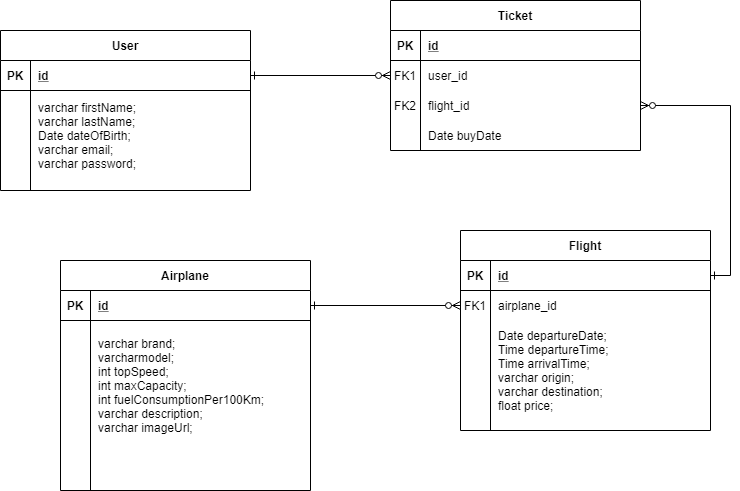 User
PK id
varchar firstName;
varchar lastName;
Date dateOfBirth;
varchar email;
varchar password;
Ticket
PK id
FK1 user_id
FK2 flight_id
Date buyDate
Airplane
PK id
varchar brand;
varcharmodel;
int topSpeed;
int maxCapacity;
int fuelConsumptionPer100Km;
varchar description;
varchar imageUrl;
Flight
PK id
FK1 airplane_id
Date departureDate;
Time departureTime;
Time arrivalTime;
varchar origin;
varchar destination;
float price;